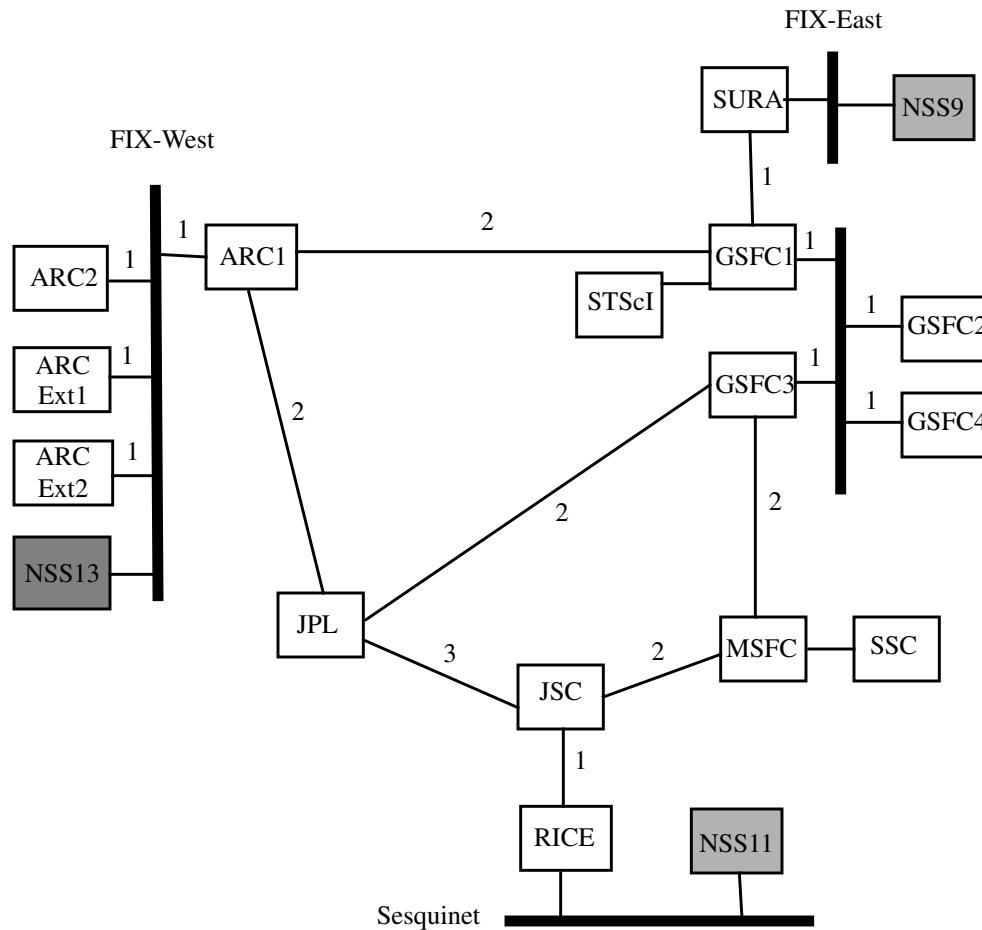 FIX-East
SURA
NSS9
FIX-West
1
1
2
1
ARC1
GSFC1
ARC2
1
STScI
1
GSFC2
ARC
Ext1
1
GSFC3
1
2
1
GSFC4
ARC
Ext2
1
2
2
NSS13
JPL
3
2
MSFC
SSC
JSC
1
RICE
NSS11
Sesquinet